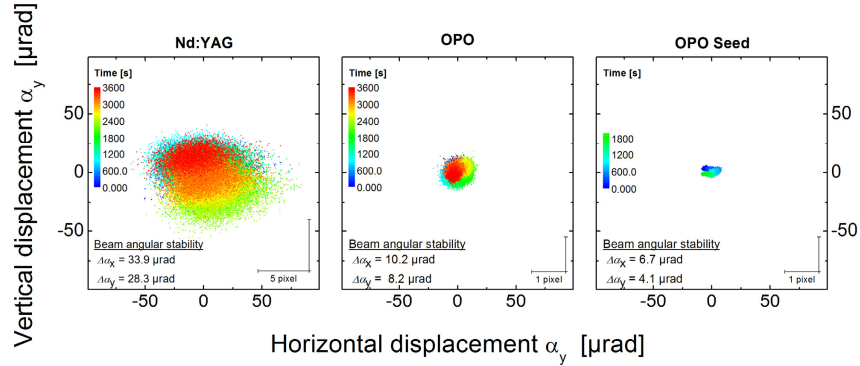 Nd:YAG
OPO
OPO Seed
Vertical displacement αy [µrad]
50
0
-50
Time [s]
3600
2400
1800
1200
600.0
0.000
Beam angular stability
Δαx = 33.9 µrad
Δαy = 28.3 µrad
5 pixel
Time [s]
3600
2400
1800
1200
600.0
0.000
Beam angular stability
Δαx = 10.2 µrad
Δαy = 8.2 µrad
1 pixel
Time [s]
1800
1200
600.0
0.000
Beam angular stability
Δαx = 6.7 µrad
Δαy = 4.1 µrad
1 pixel
50
0
-50
-50 0 50
-50 0 50
-50 0 50
Horizontal displacement αy [µrad]